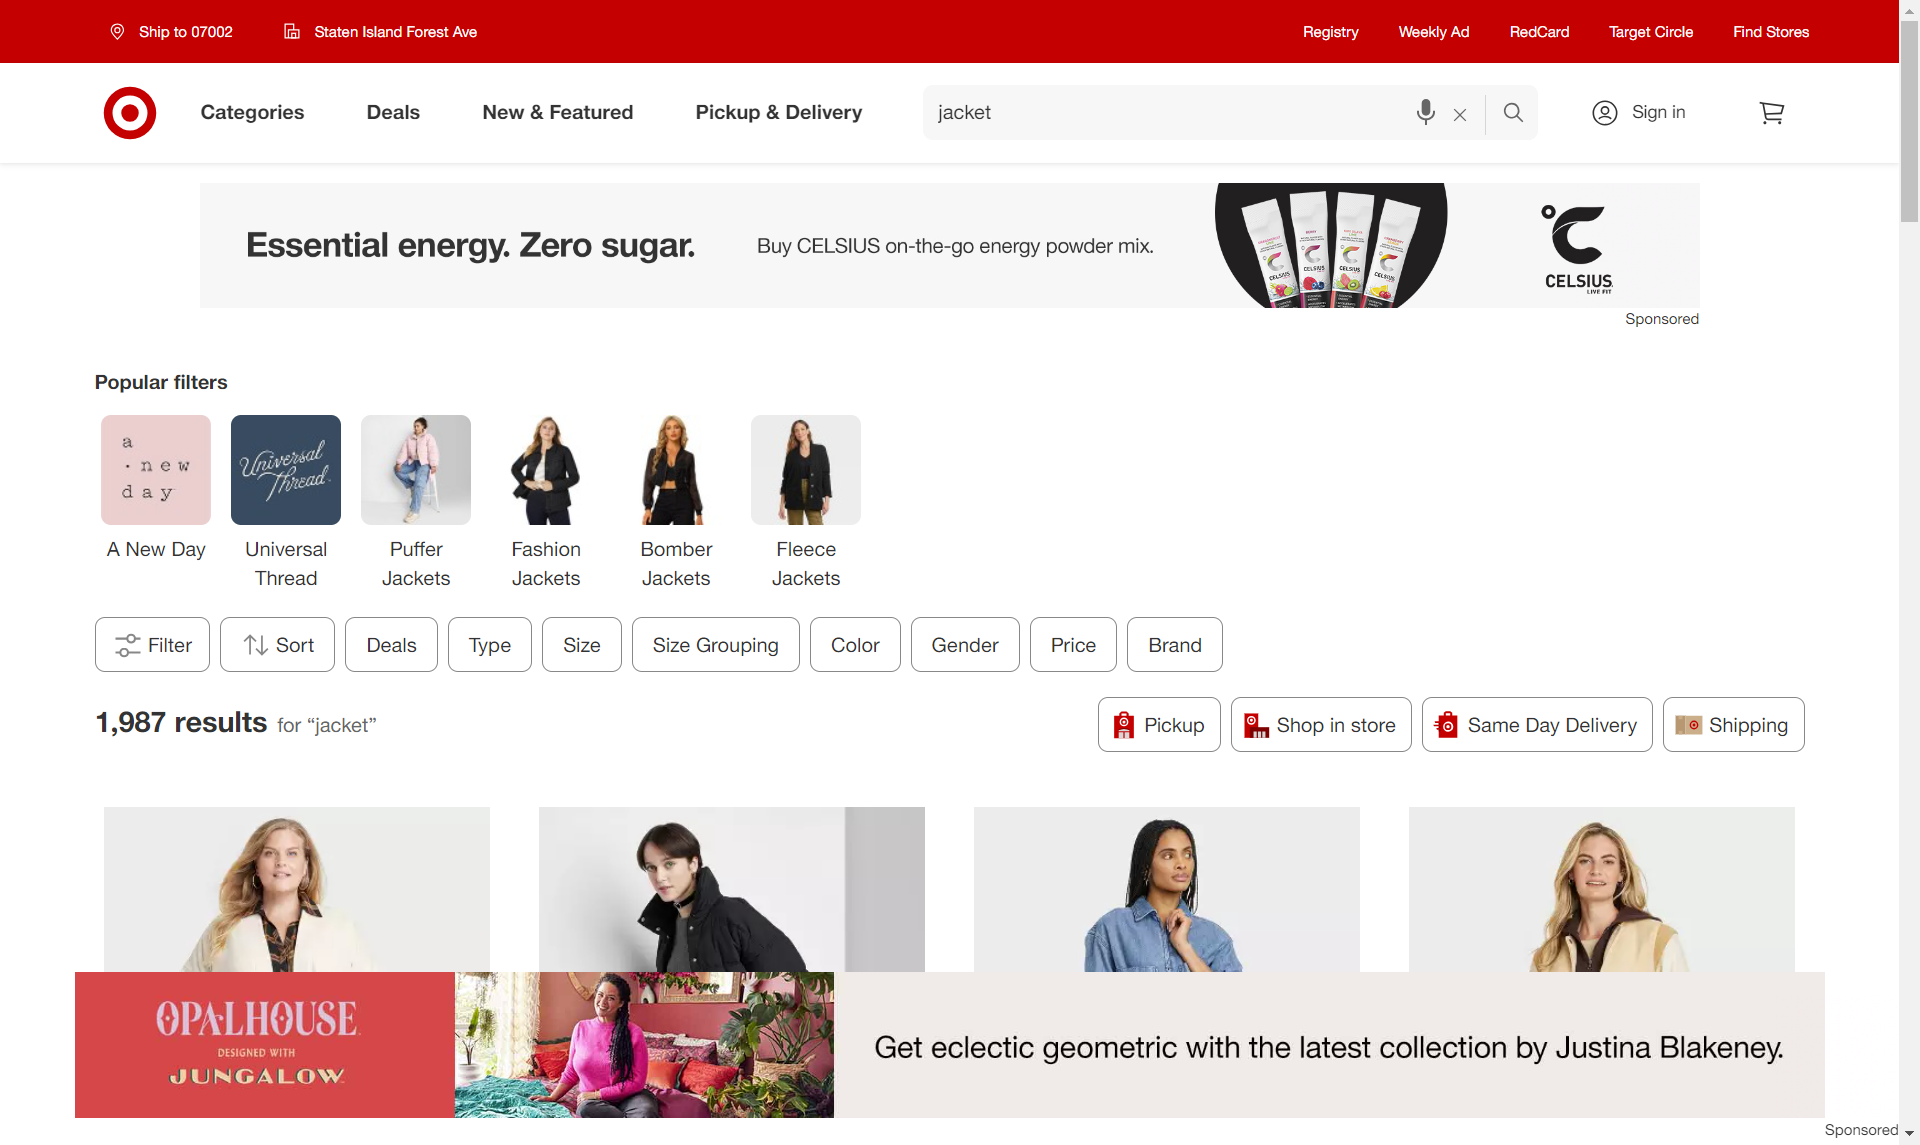 Ship to 07002
Staten Island Forest Ave
Registry
Weekly Ad
RedCard
Target Circle
Find Stores
Categories
Deals
New & Featured
Pickup & Delivery
jacket
Sign in
Essential energy. Zero sugar.
Buy CELSIUS on-the-go energy powder mix.
CELSIUS
LIVE FIT
Sponsored
Popular filters
a
· new
day
Universal
Thread
A New Day
Universal
Thread
Puffer
Jackets
Fashion
Jackets
Bomber
Jackets
Fleece
Jackets
Filter
Sort
Deals
Type
Size
Size Grouping
Color
Gender
Price
Brand
1,987 results for “jacket”
Pickup
Shop in store
Same Day Delivery
Shipping
OPALHOUSE
DESIGNED WITH
JUNGALOW
Get eclectic geometric with the latest collection by Justina Blakeney.
Sponsored